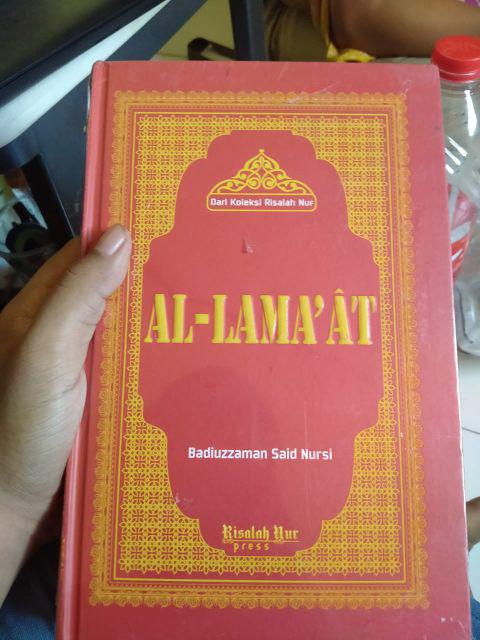 Dari Koleksi Risalah Nur
AL-LAMA'ÂT
Badiuzzaman Said Nursi
Risalah Nur
press